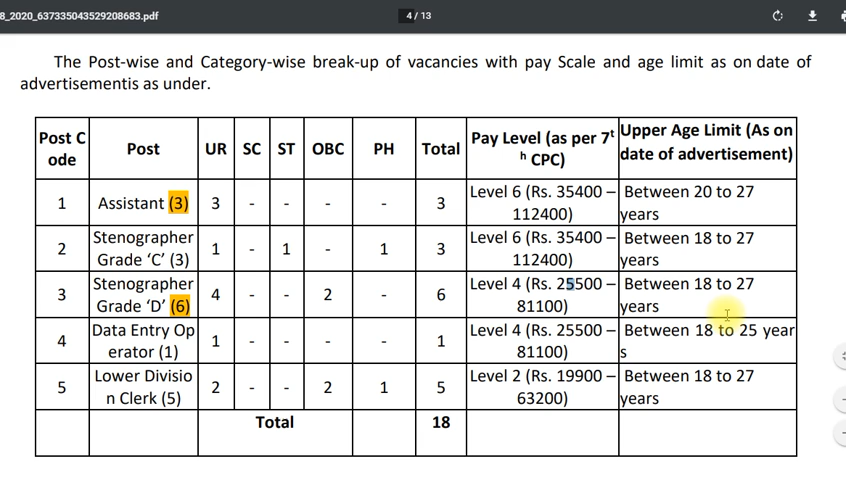 8_2020_637335043529208683.pdf
4 / 13
The Post-wise and Category-wise break-up of vacancies with pay Scale and age limit as on date of
advertisementis as under.
Post C
ode
Post
UR
SC
ST
OBC
PH
Total
Pay Level (as per 7t
h CPC)
Upper Age Limit (As on
date of advertisement)
1
Assistant (3)
3
-
-
-
-
3
Level 6 (Rs. 35400 –
112400)
Between 20 to 27
years
2
Stenographer
Grade ‘C’ (3)
1
-
1
-
1
3
Level 6 (Rs. 35400 –
112400)
Between 18 to 27
years
3
Stenographer
Grade ‘D’ (6)
4
-
-
2
6
Level 4 (Rs. 25500 –
81100)
Between 18 to 27
years
4
Data Entry Op
erator (1)
1
-
-
-
1
Level 4 (Rs. 25500 –
81100)
Between 18 to 25 year
s
5
Lower Divisio
n Clerk (5)
2
-
-
2
1
5
Level 2 (Rs. 19900 –
63200)
Between 18 to 27
years
Total
18